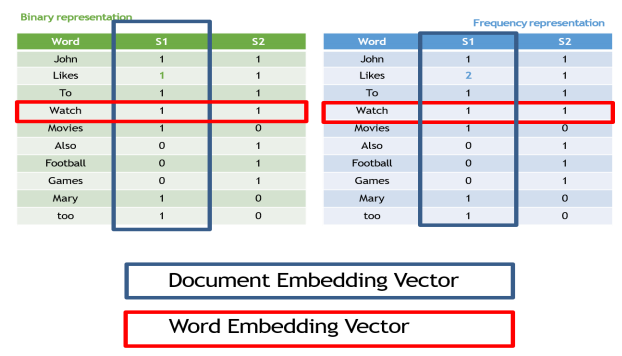 Binary representation
Frequency representation
Word S1 S2
John 1 1
Likes 1 1
To 1 1
Watch 1 1
Movies 1 0
Also 0 1
Football 0 1
Games 0 1
Mary 1 0
too 1 0
Word S1 S2
John 1 1
Likes 2 1
To 1 1
Watch 1 1
Movies 1 0
Also 0 1
Football 0 1
Games 0 1
Mary 1 0
too 1 0
Document Embedding Vector
Word Embedding Vector